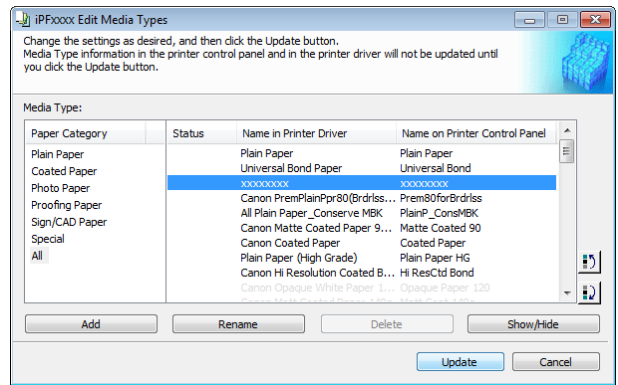 iPFxxxx Edit Media Types
Change the settings as desired, and then click the Update button.
Media Type information in the printer control panel and in the printer driver will not be updated until
you click the Update button.
Media Type:
Paper Category Status Name in Printer Driver Name on Printer Control Panel
Plain Paper
Coated Paper
Photo Paper
Proofing Paper
Sign/CAD Paper
Special
All
Plain Paper Plain Paper
Universal Bond Paper Universal Bond
xxxxxxxx xxxxxxxx
Canon PremPlainPpr80(Brdrlss... Prem80forBrdrlss
All Plain Paper_Conserve MBK PlainP_ConsMBK
Canon Matte Coated Paper 9... Matte Coated 90
Canon Coated Paper Coated Paper
Plain Paper (High Grade) Plain Paper HG
Canon Hi Resolution Coated B... Hi ResCtd Bond
Canon Opaque White Paper 1... Opaque Paper 120
Add Rename Delete Show/Hide
Update Cancel